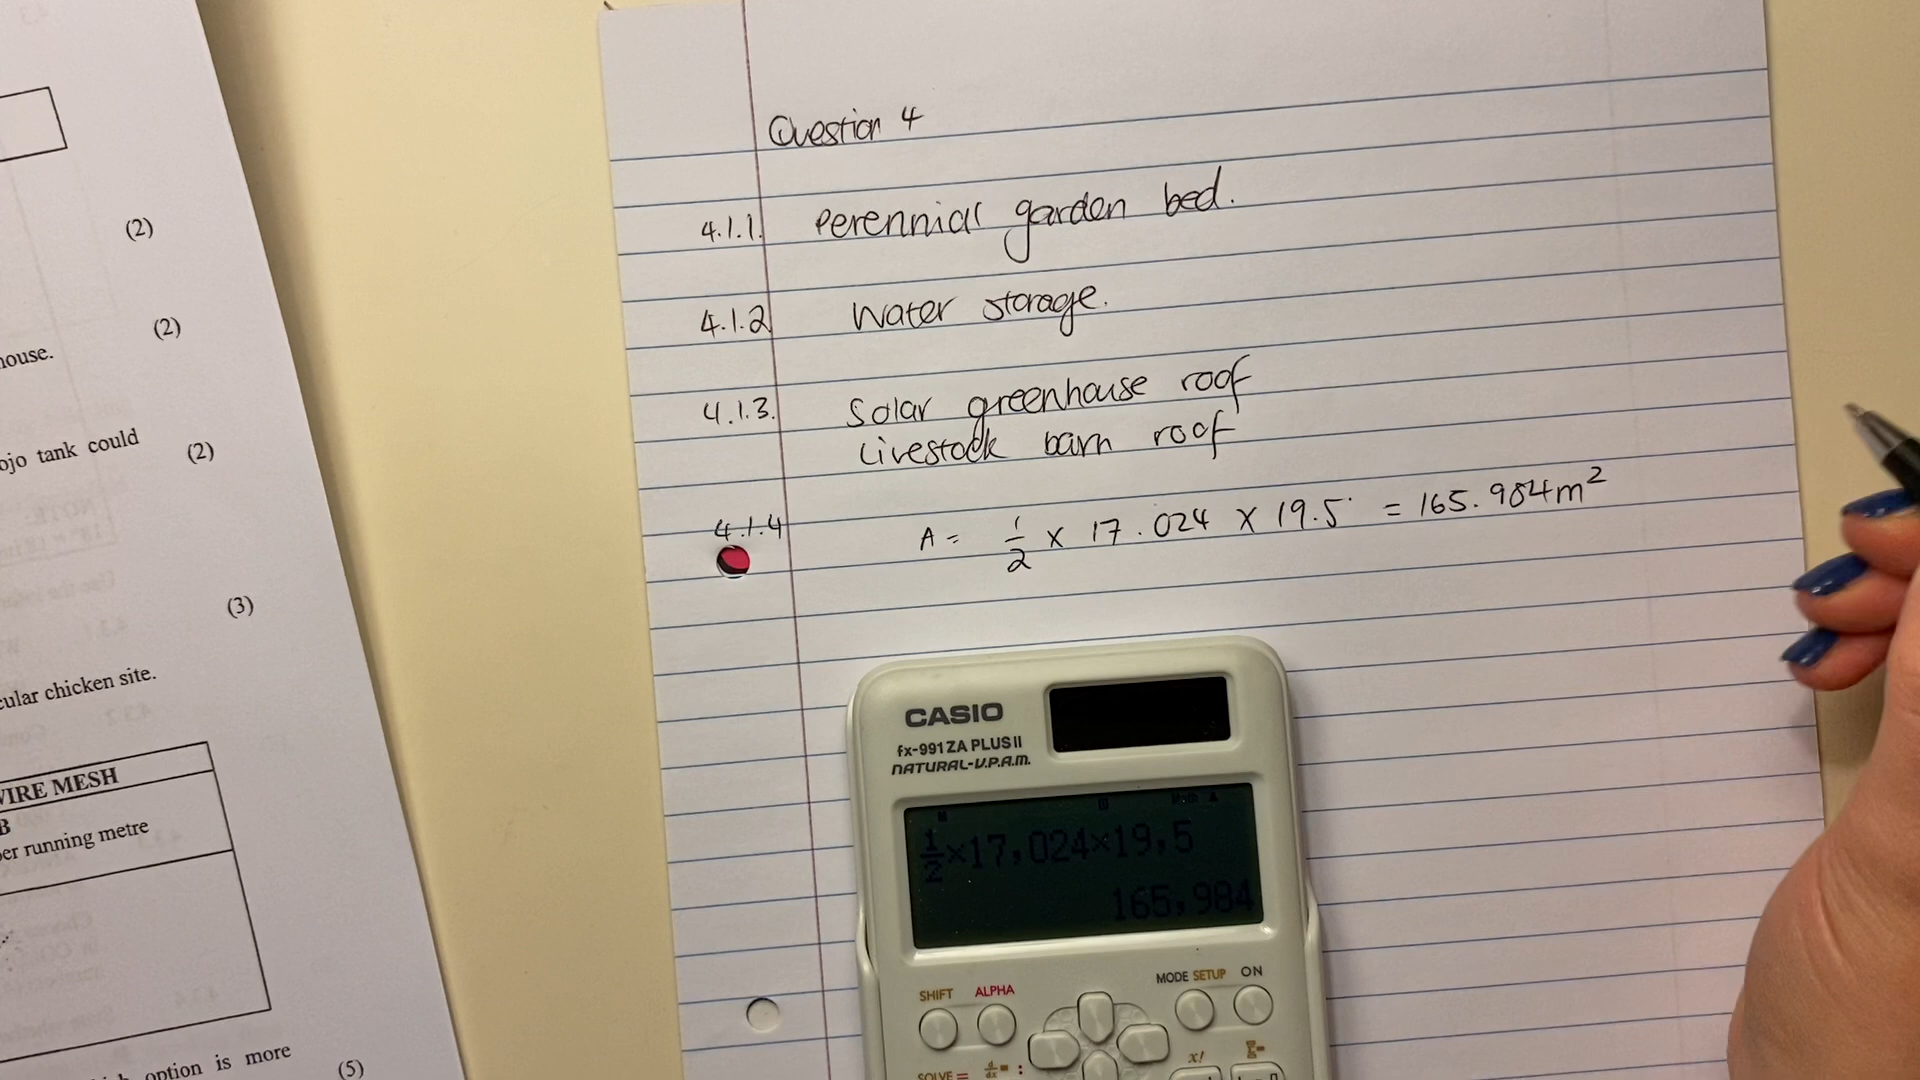 (2)
(2)
house.
ojo tank could
(2)
(3)
cular chicken site.
WIRE MESH
B
per running metre
option is more
(5)
Question 4
4.1.1. Perennial garden bed.
4.1.2 Water storage.
4.1.3. Solar greenhouse roof
Livestock barn roof
4.1.4 A = 1/2 x 17.024 x 19.5 = 165.984m²
CASIO
fx-991ZA PLUS II
NATURAL-V.P.A.M.
Math ▲
1/2×17,024×19,5
165,984
SHIFT ALPHA MODE SETUP ON
SOLVE = d/dx = : x! Σ=